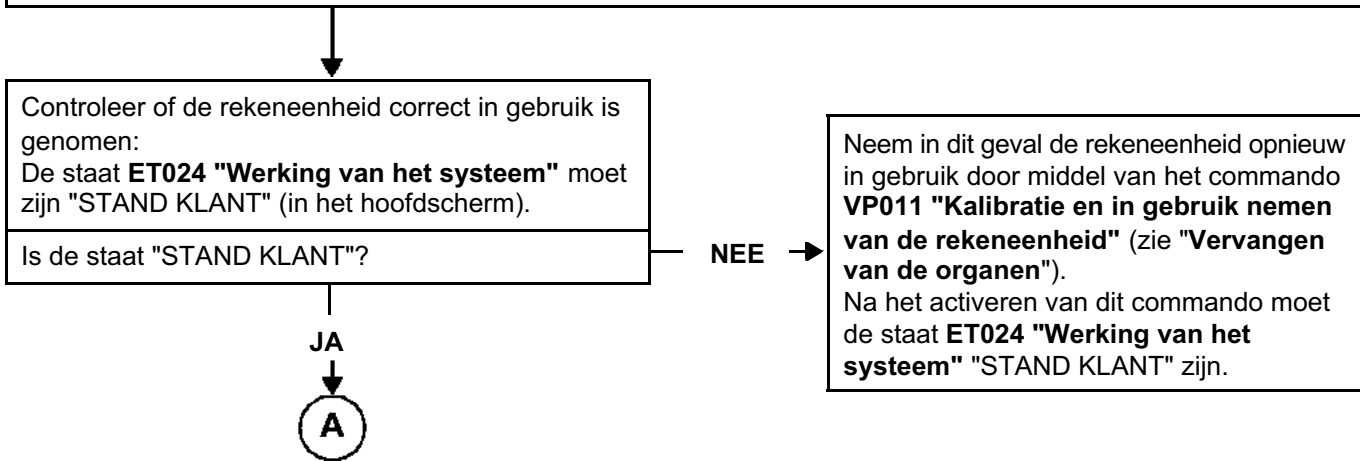 Controleer of de rekeneenheid correct in gebruik is
genomen:
De staat ET024 "Werking van het systeem" moet
zijn "STAND KLANT" (in het hoofdscherm).
Is de staat "STAND KLANT"?
NEE
Neem in dit geval de rekeneenheid opnieuw
in gebruik door middel van het commando
VP011 "Kalibratie en in gebruik nemen
van de rekeneenheid" (zie "Vervangen
van de organen").
Na het activeren van dit commando moet
de staat ET024 "Werking van het
systeem" "STAND KLANT" zijn.
JA
A